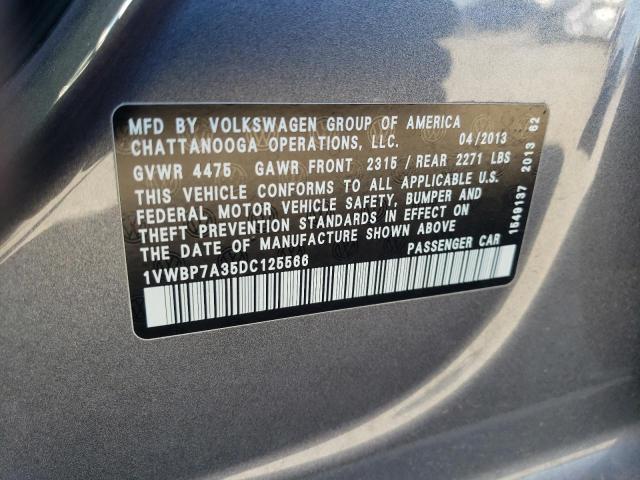 MFD BY VOLKSWAGEN GROUP OF AMERICA
CHATTANOOGA OPERATIONS, LLC. 04/2013
GVWR 4475 GAWR FRONT 2315 / REAR 2271 LBS
THIS VEHICLE CONFORMS TO ALL APPLICABLE U.S.
FEDERAL MOTOR VEHICLE SAFETY, BUMPER AND
THEFT PREVENTION STANDARDS IN EFFECT ON
THE DATE OF MANUFACTURE SHOWN ABOVE
1VWBP7A35DC125566 PASSENGER CAR
1549137 2013 62